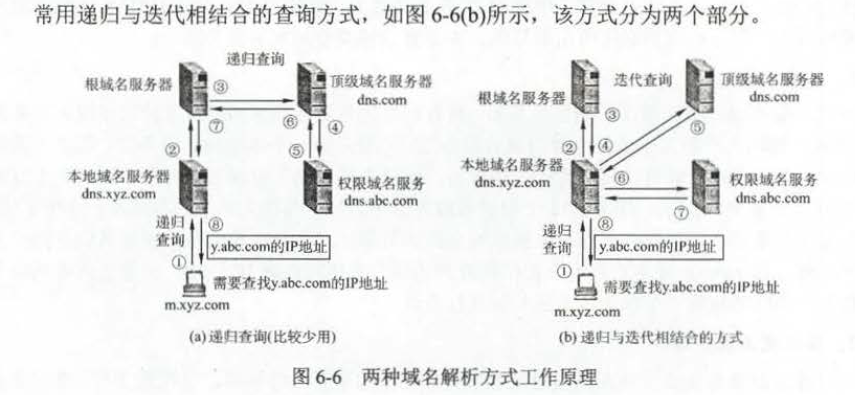 常用递归与迭代相结合的查询方式，如图 6-6(b)所示，该方式分为两个部分。
递归查询
根域名服务器
③
顶级域名服务器
dns.com
②
⑦
⑥
④
本地域名服务器
dns.xyz.com
⑤
权限域名服务
dns.abc.com
递归
查询
⑧
y.abc.com的IP地址
①
需要查找y.abc.com的IP地址
m.xyz.com
(a) 递归查询(比较少用)
迭代查询
根域名服务器
顶级域名服务器
dns.com
③
②
④
⑤
本地域名服务器
dns.xyz.com
⑥
权限域名服务
dns.abc.com
⑦
递归
查询
⑧
y.abc.com的IP地址
①
需要查找y.abc.com的IP地址
m.xyz.com
(b) 递归与迭代相结合的方式
图 6-6 两种域名解析方式工作原理